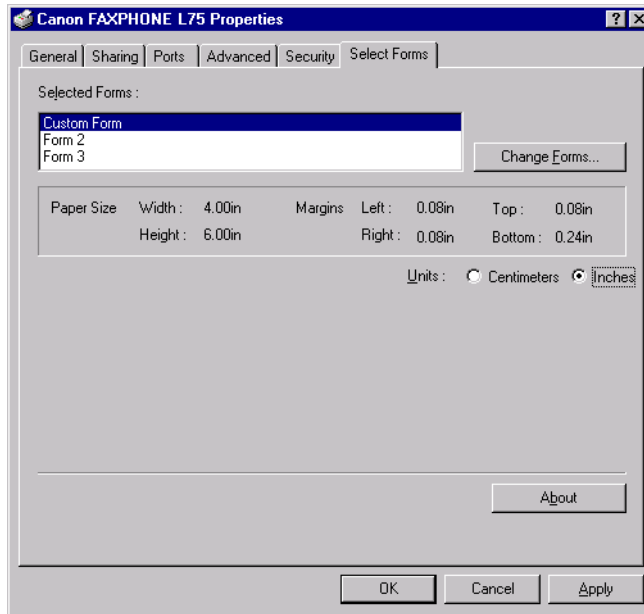 Canon FAXPHONE L75 Properties
General Sharing Ports Advanced Security Select Forms
Selected Forms :
Custom Form
Form 2
Form 3
Change Forms...
Paper Size Width : 4.00in Margins Left : 0.08in Top : 0.08in
Height : 6.00in Right : 0.08in Bottom : 0.24in
Units : Centimeters Inches
About
OK Cancel Apply